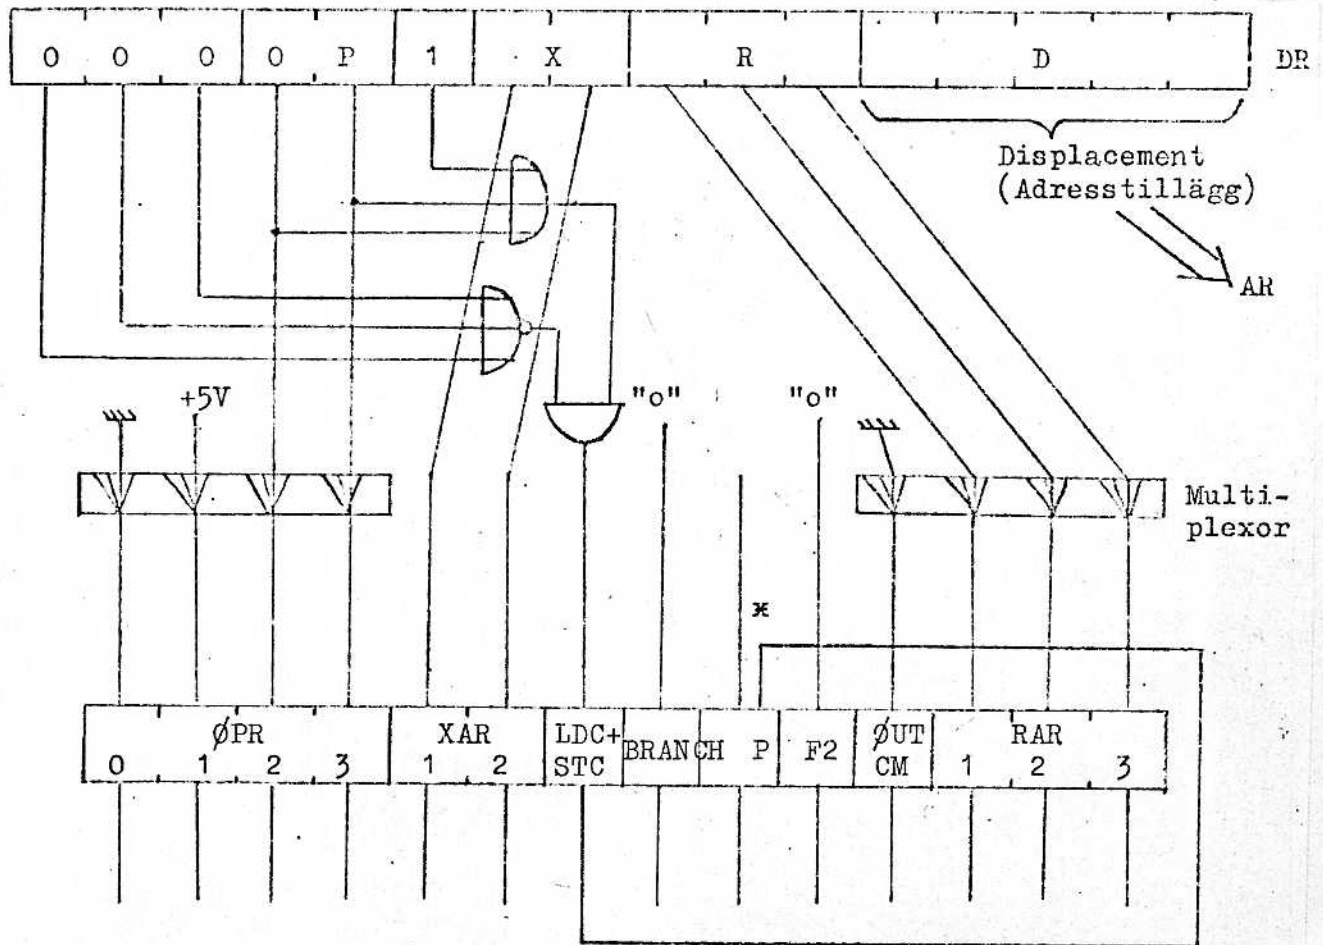 0 0 0 0 P 1 X R D DR
Displacement
(Adresstillägg)
AR
+5V "o" "o"
Multi-
plexor
ж
ØPR XAR LDC+ BRANCH P F2 ØUT RAR
0 1 2 3 1 2 STC CM 1 2 3